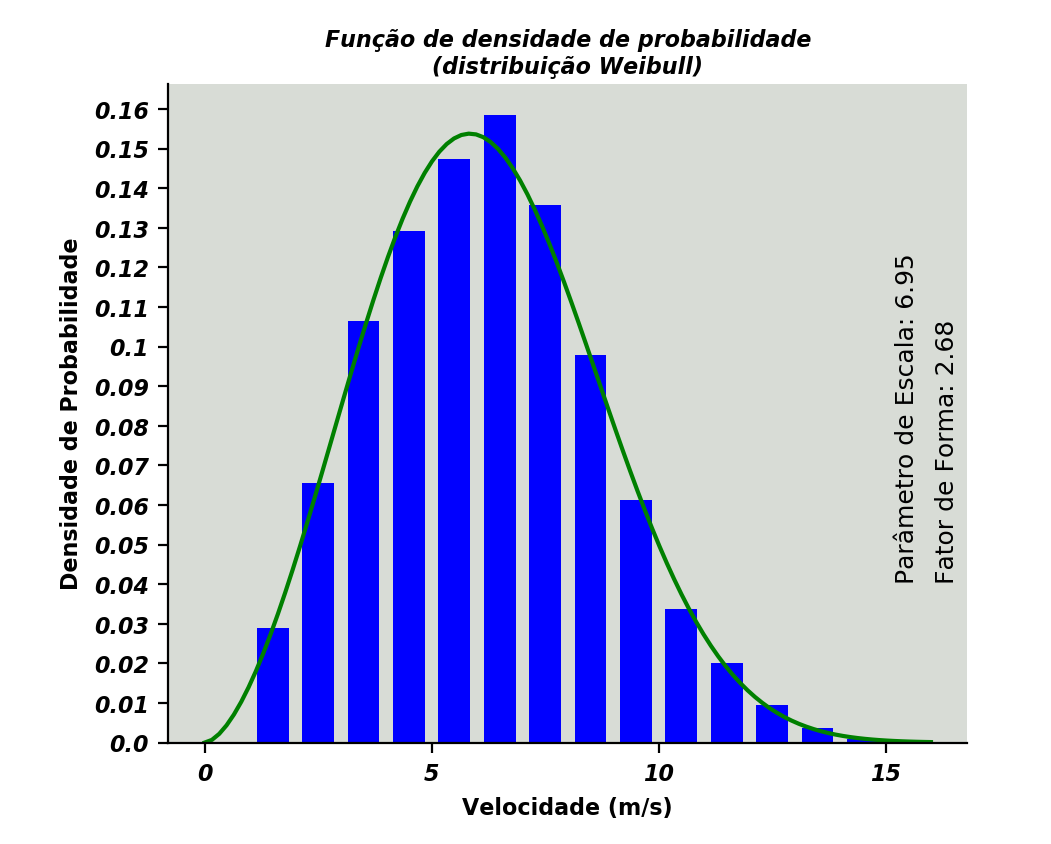 Função de densidade de probabilidade
(distribuição Weibull)
0.16
0.15
0.14
0.13
0.12
0.11
0.1
0.09
0.08
0.07
0.06
0.05
0.04
0.03
0.02
0.01
0.0
Densidade de Probabilidade
Parâmetro de Escala: 6.95
Fator de Forma: 2.68
0 5 10 15
Velocidade (m/s)